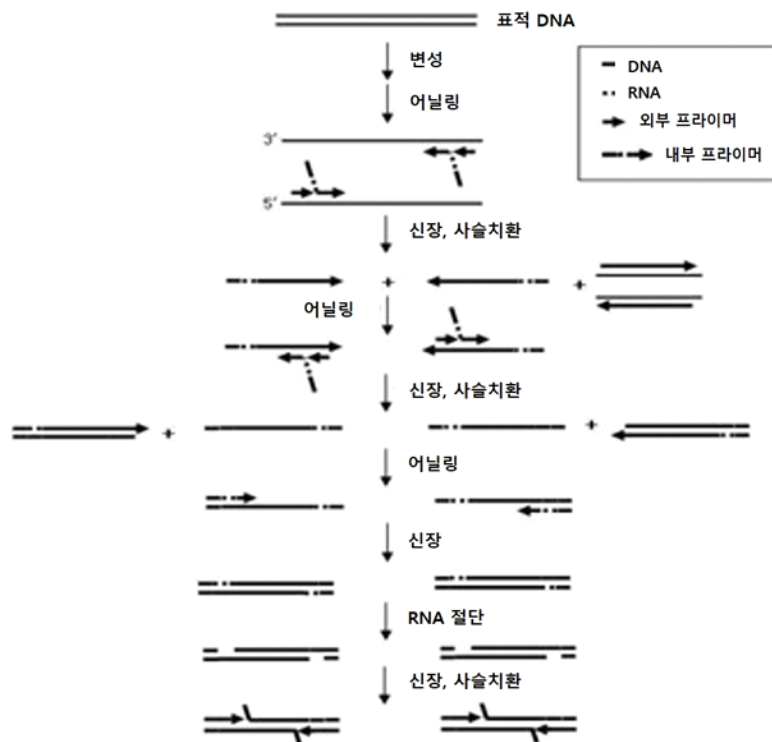 표적 DNA
변성
어닐링
DNA
RNA
외부 프라이머
내부 프라이머
3′
5′
신장, 사슬치환
+
+
어닐링
신장, 사슬치환
+
+
어닐링
신장
RNA 절단
신장, 사슬치환